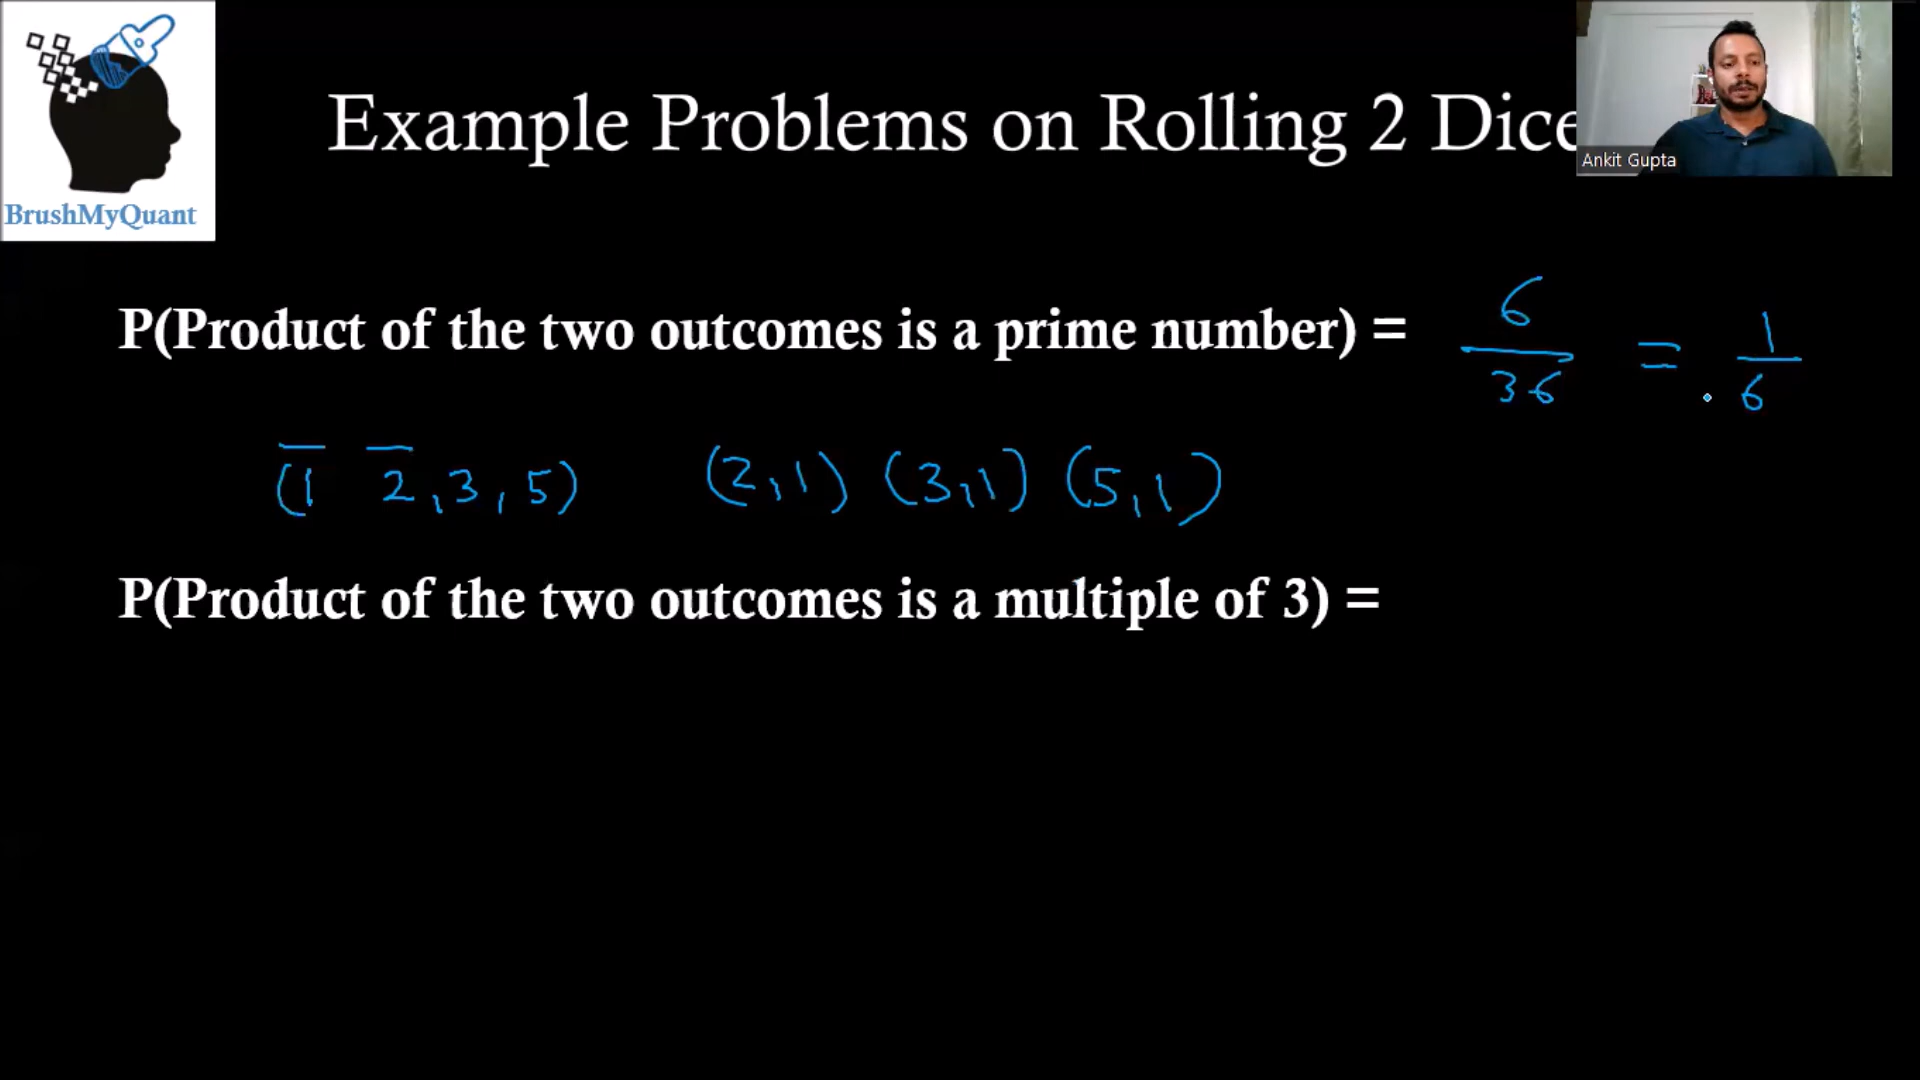 BrushMyQuant
Example Problems on Rolling 2 Dice
Ankit Gupta
P(Product of the two outcomes is a prime number) = 6/36 = 1/6
(1 2, 3, 5) (2, 1) (3, 1) (5, 1)
P(Product of the two outcomes is a multiple of 3) =